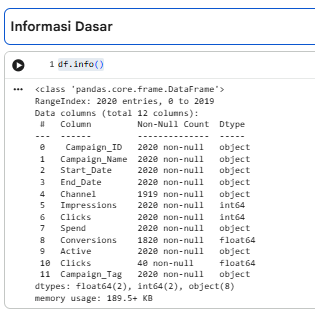 Informasi Dasar
1 df.info()
<class 'pandas.core.frame.DataFrame'>
RangeIndex: 2020 entries, 0 to 2019
Data columns (total 12 columns):
 #   Column         Non-Null Count  Dtype
---  ------         --------------  -----
 0    Campaign_ID   2020 non-null   object
 1   Campaign_Name  2020 non-null   object
 2   Start_Date     2020 non-null   object
 3   End_Date       2020 non-null   object
 4   Channel        1919 non-null   object
 5   Impressions    2020 non-null   int64
 6   Clicks         2020 non-null   int64
 7   Spend          2020 non-null   object
 8   Conversions    1820 non-null   float64
 9   Active         2020 non-null   object
 10  Clicks         40 non-null     float64
 11  Campaign_Tag   2020 non-null   object
dtypes: float64(2), int64(2), object(8)
memory usage: 189.5+ KB